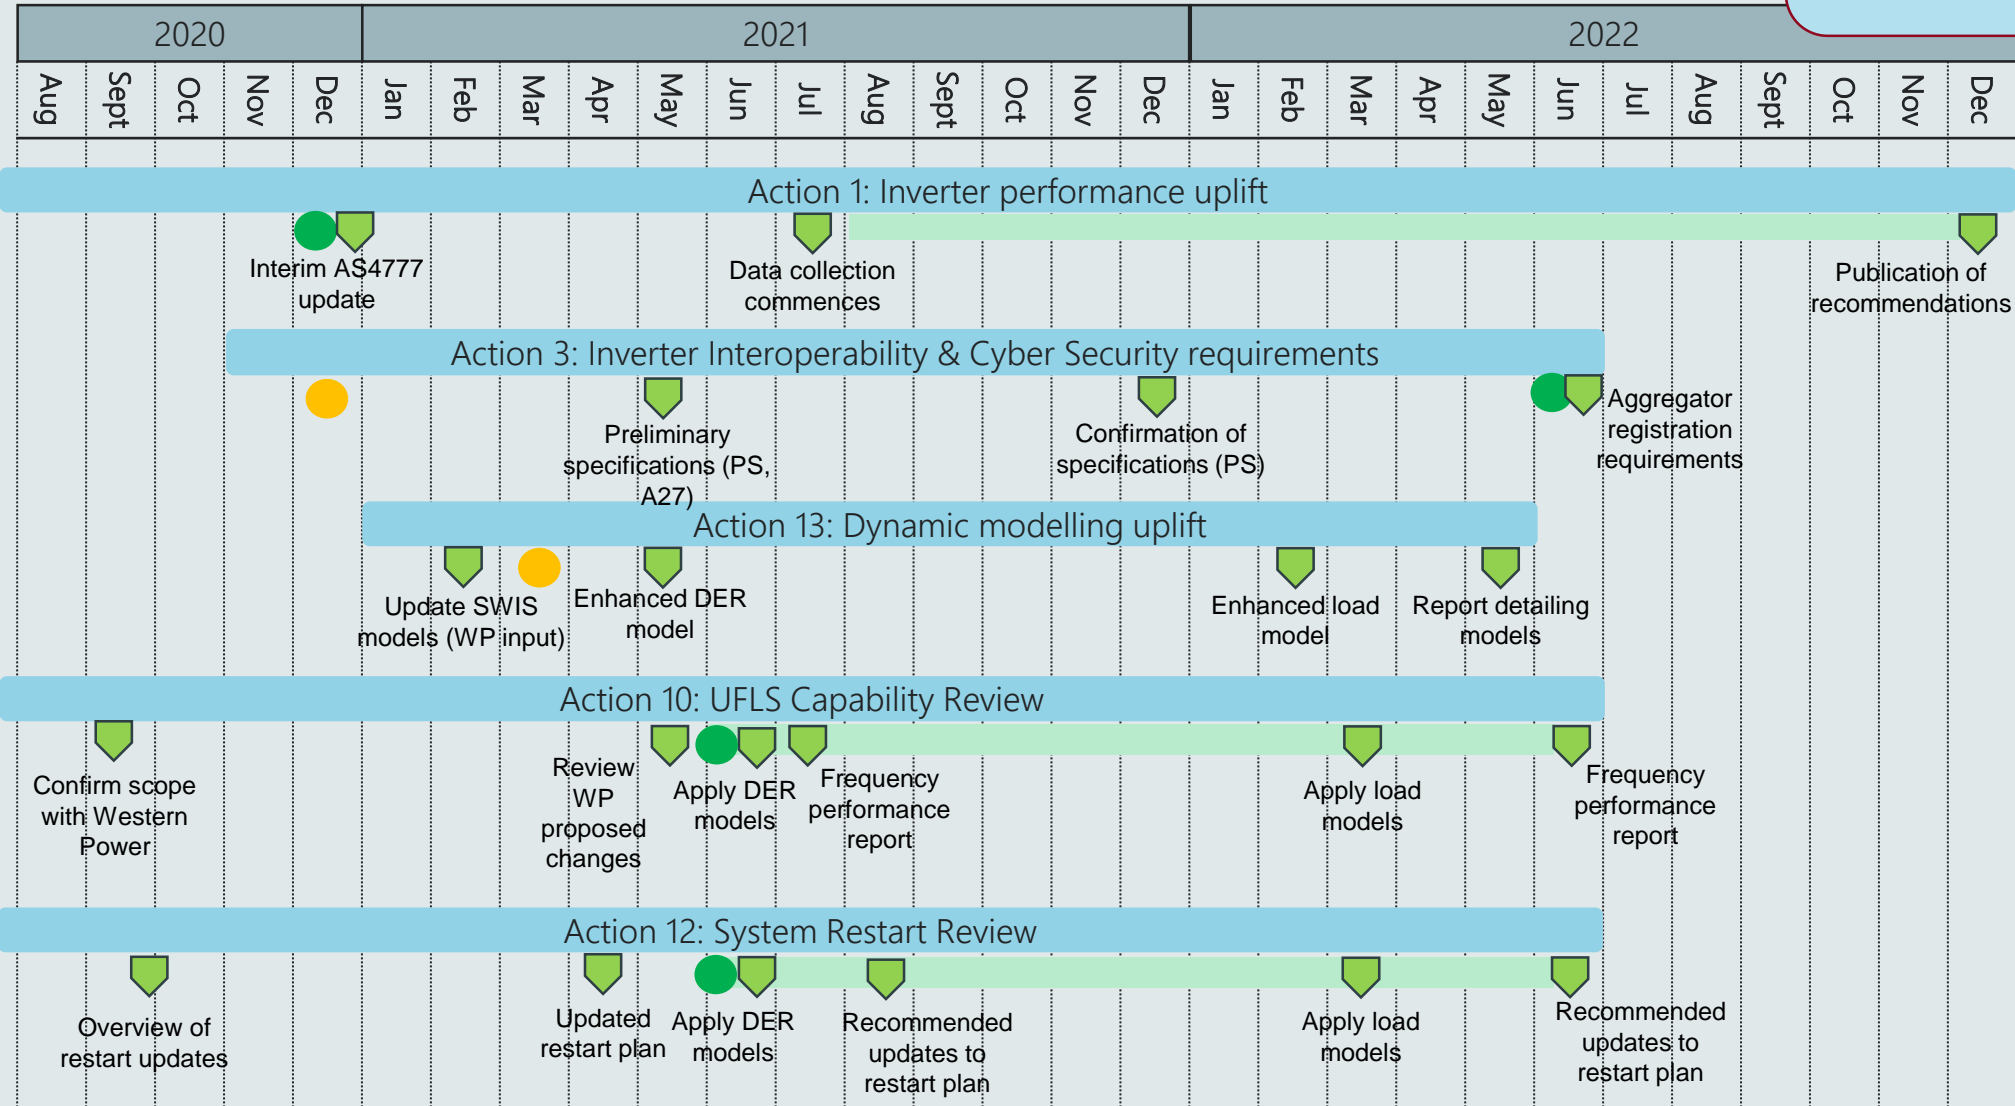 2020
2021
2022
Aug
Sept
Oct
Nov
Dec
Jan
Feb
Mar
Apr
May
Jun
Jul
Aug
Sept
Oct
Nov
Dec
Jan
Feb
Mar
Apr
May
Jun
Jul
Aug
Sept
Oct
Nov
Dec
Action 1: Inverter performance uplift
Interim AS4777
update
Data collection
commences
Publication of
recommendations
Action 3: Inverter Interoperability & Cyber Security requirements
Preliminary
specifications (PS,
A27)
Confirmation of
specifications (PS)
Aggregator
registration
requirements
Action 13: Dynamic modelling uplift
Update SWIS
models (WP input)
Enhanced DER
model
Enhanced load
model
Report detailing
models
Action 10: UFLS Capability Review
Confirm scope
with Western
Power
Review
WP
proposed
changes
Apply DER
models
Frequency
performance
report
Apply load
models
Frequency
performance
report
Action 12: System Restart Review
Overview of
restart updates
Updated
restart plan
Apply DER
models
Recommended
updates to
restart plan
Apply load
models
Recommended
updates to
restart plan